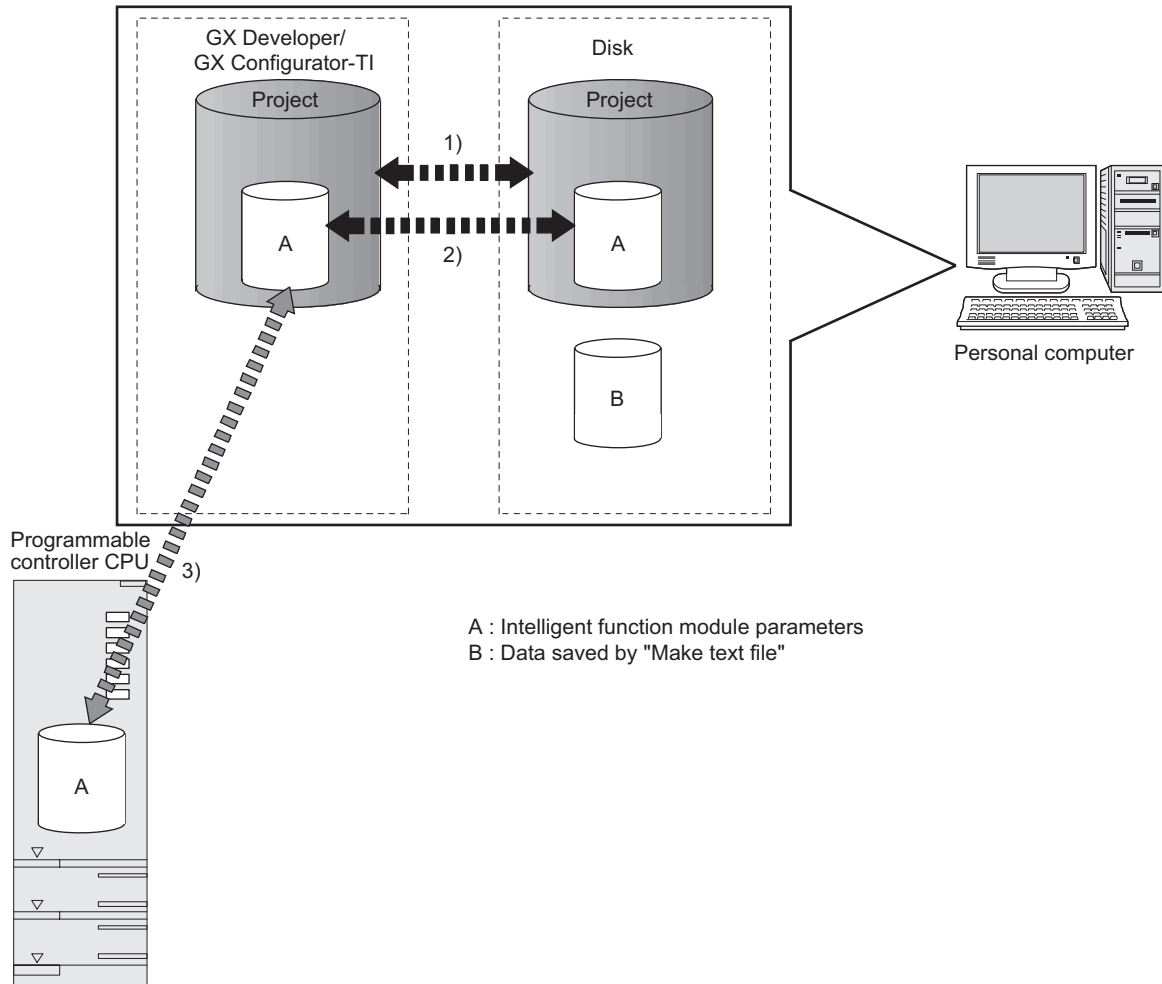 GX Developer/
GX Configurator-TI
Disk
Project
Project
1)
A
A
2)
B
Personal computer
Programmable
controller CPU
3)
A : Intelligent function module parameters
B : Data saved by "Make text file"
A